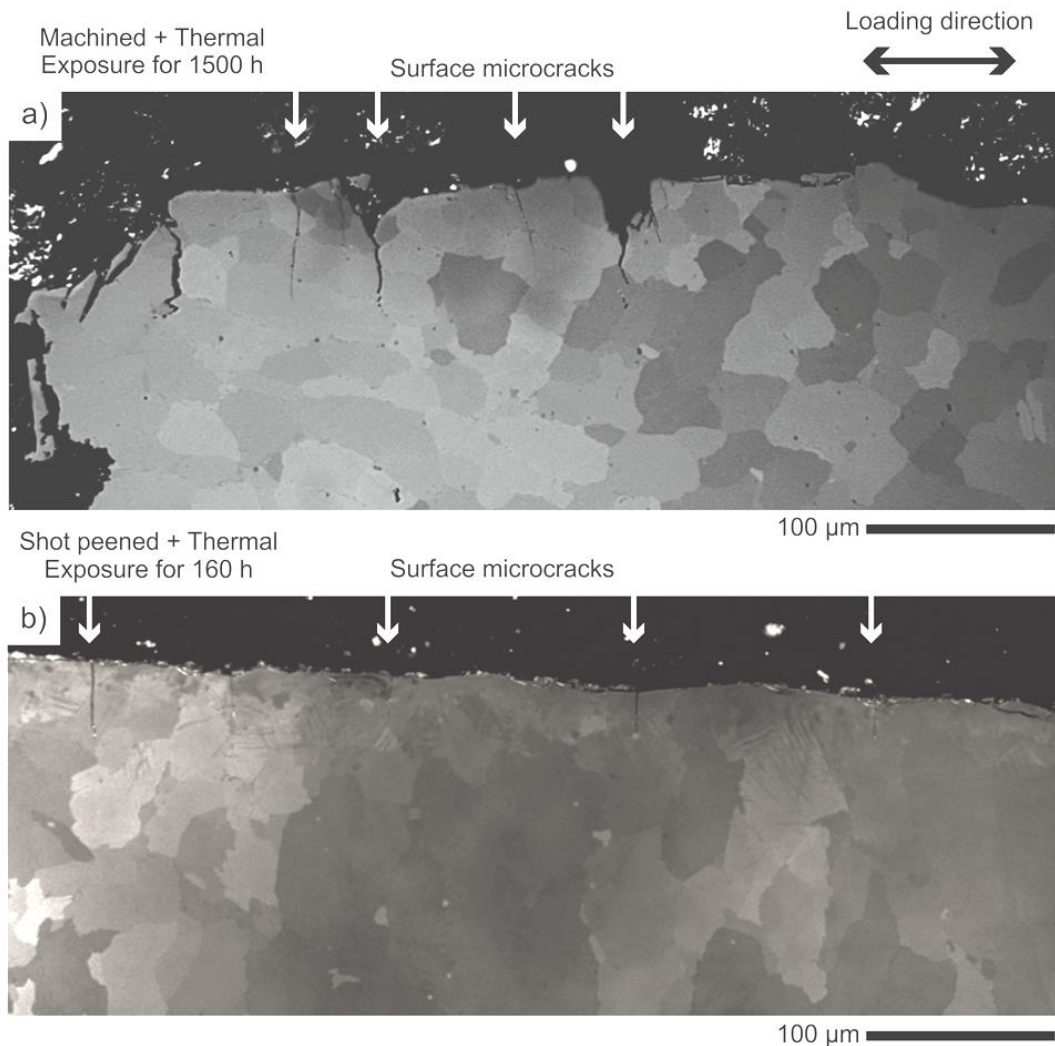 Machined + Thermal
Exposure for 1500 h
Surface microcracks
Loading direction
a)
100 µm
Shot peened + Thermal
Exposure for 160 h
Surface microcracks
b)
100 µm